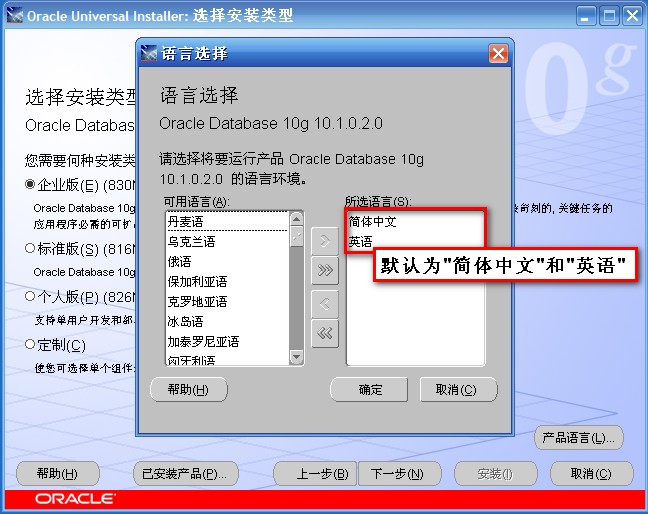 Oracle Universal Installer: 选择安装类型
选择安装类型
Oracle Databas
您需要何种安装类
企业版(E) (830M
Oracle Database 10g
应用程序必需的可扩
苛刻的, 关键任务的
标准版(S) (816M
Oracle Database 10g
个人版(P) (826M
支持单用户开发和部
定制(C)
使您可选择单个组件
语言选择
语言选择
Oracle Database 10g 10.1.0.2.0
请选择将要运行产品 Oracle Database 10g
10.1.0.2.0 的语言环境。
可用语言(A):
所选语言(S):
丹麦语
乌克兰语
俄语
保加利亚语
克罗地亚语
冰岛语
加泰罗尼亚语
匈牙利语
简体中文
英语
默认为"简体中文"和"英语"
帮助(H)
确定
取消(C)
10g
产品语言(L)...
帮助(H)
已安装产品(P)...
上一步(B)
下一步(N)
安装(I)
取消(C)
ORACLE